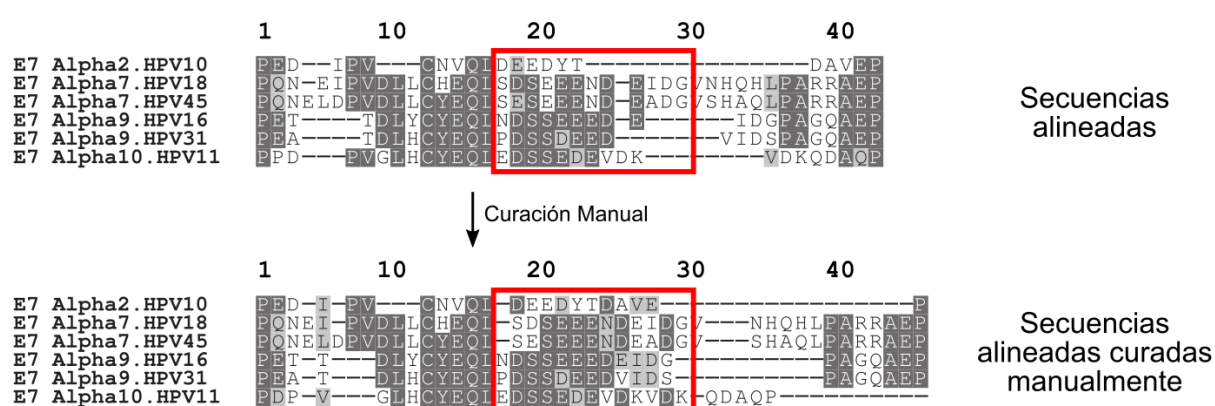 1 10 20 30 40
E7 Alpha2.HPV10 PED--IPV---CNVQLDEEDYT---------------DAVEP
E7 Alpha7.HPV18 PQN-EIPVDLLCHEQLSDSEEEND-EIDGVNHQHLPARRAEP
E7 Alpha7.HPV45 PQNELDPVDLLCYEQLSESEEEND-EADGVSHAQLPARRAEP
E7 Alpha9.HPV16 PET----TDLYCYEQLNDSSEEED-E------IDGPAGQAEP
E7 Alpha9.HPV31 PEA----TDLHCYEQLPDSSDEED-------VIDSPAGQAEP
E7 Alpha10.HPV11 PPD---PVGLHCYEQLEDSSEDEVDK--------VDKQDAQP
Secuencias
alineadas
Curación Manual
1 10 20 30 40
E7 Alpha2.HPV10 PED-I-PV---CNVQL-DEEDYTDAVE-----------------P
E7 Alpha7.HPV18 PQNEI-PVDLLCHEQL-SDSEEENDEIDGV---NHQHLPARRAEP
E7 Alpha7.HPV45 PQNELDPVDLLCYEQL-SESEEENDEADGV---SHAQLPARRAEP
E7 Alpha9.HPV16 PET-T---DLYCYEQLNDSSEEEDEIDG----------PAGQAEP
E7 Alpha9.HPV31 PEA-T---DLHCYEQLPDSSDEEDVIDS----------PAGQAEP
E7 Alpha10.HPV11 PDP-V---GLHCYEQLEDSSEDEVDKVDK-QDAQP----------
Secuencias
alineadas curadas
manualmente